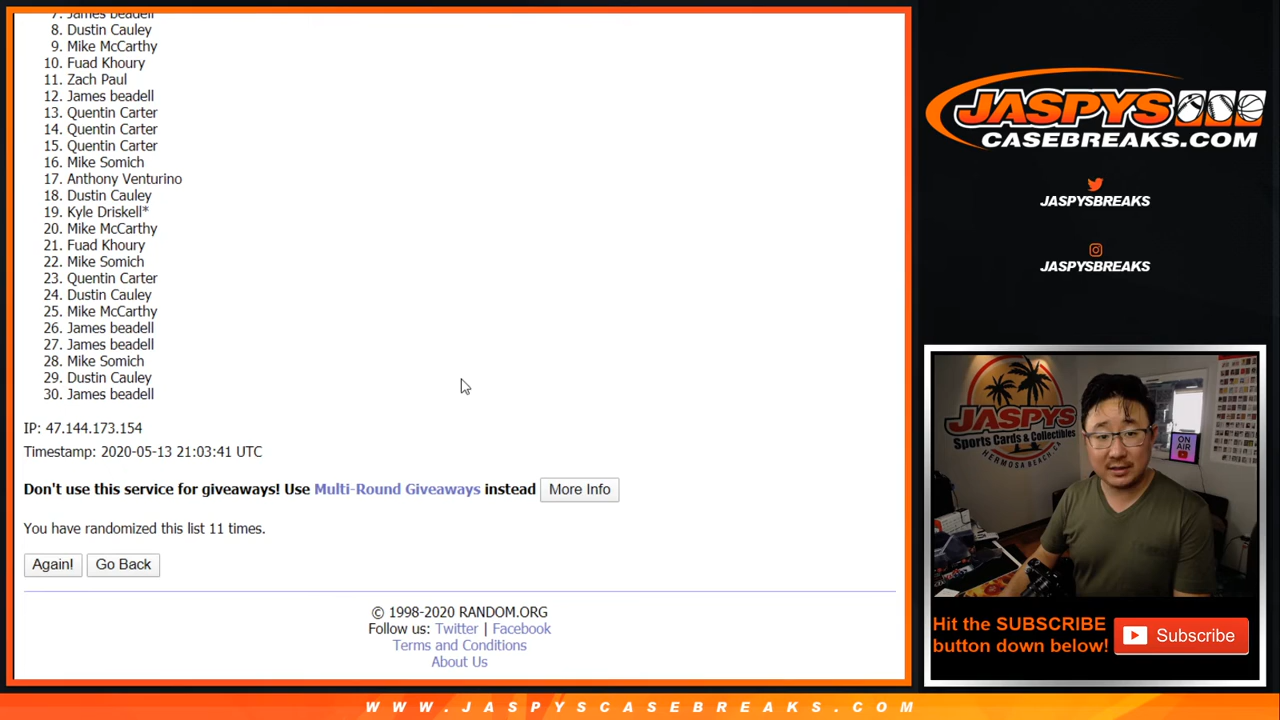 7. James beadell
8. Dustin Cauley
9. Mike McCarthy
10. Fuad Khoury
11. Zach Paul
12. James beadell
13. Quentin Carter
14. Quentin Carter
15. Quentin Carter
16. Mike Somich
17. Anthony Venturino
18. Dustin Cauley
19. Kyle Driskell*
20. Mike McCarthy
21. Fuad Khoury
22. Mike Somich
23. Quentin Carter
24. Dustin Cauley
25. Mike McCarthy
26. James beadell
27. James beadell
28. Mike Somich
29. Dustin Cauley
30. James beadell
IP: 47.144.173.154
Timestamp: 2020-05-13 21:03:41 UTC
Don't use this service for giveaways! Use Multi-Round Giveaways instead More Info
You have randomized this list 11 times.
Again! Go Back
© 1998-2020 RANDOM.ORG
Follow us: Twitter | Facebook
Terms and Conditions
About Us
JASPYS
CASEBREAKS.COM
JASPYSBREAKS
JASPYSBREAKS
JASPYS
Sports Cards & Collectibles
HERMOSA BEACH, CA
ON
AIR
Hit the SUBSCRIBE
button down below!
Subscribe
WWW.JASPYSCASEBREAKS.COM